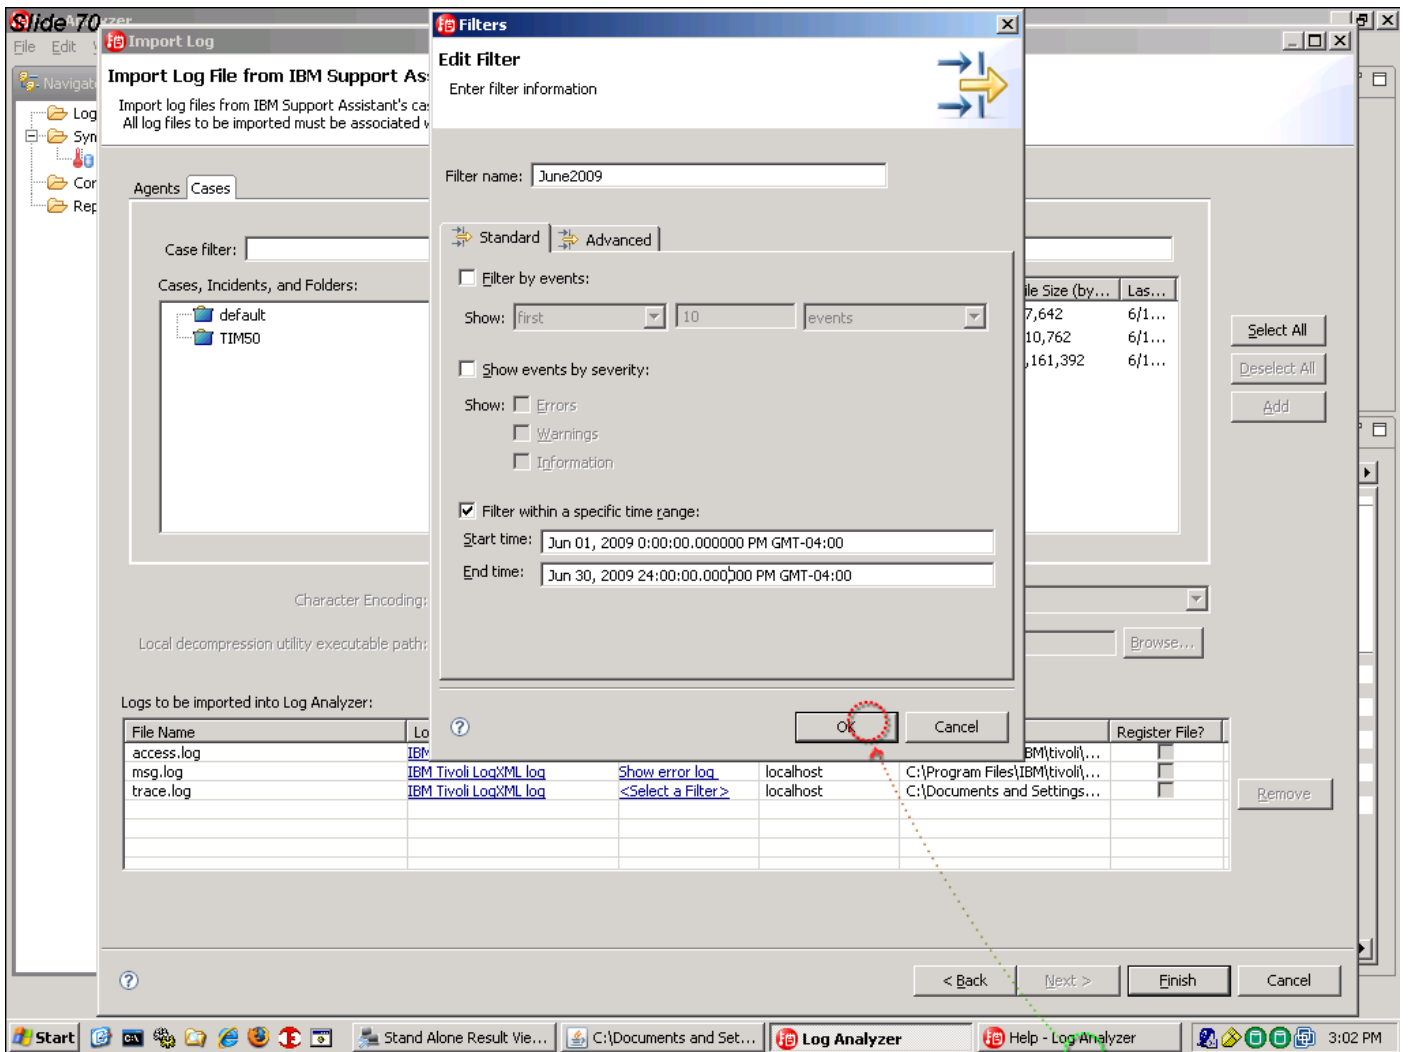 Slide 70
Analyzer
File Edit
Import Log
Filters
Navigat
Import Log File from IBM Support As
Import log files from IBM Support Assistant's ca
All log files to be imported must be associated
Edit Filter
Enter filter information
Log
Syn
Cor
Rep
Agents Cases
Filter name: June2009
Case filter:
Standard Advanced
Cases, Incidents, and Folders:
default
TIM50
Filter by events:
Show: first 10 events
ile Size (by... Las...
7,642 6/1...
10,762 6/1...
,161,392 6/1...
Select All
Deselect All
Add
Show events by severity:
Show: Errors
Warnings
Information
Filter within a specific time range:
Start time: Jun 01, 2009 0:00:00.000000 PM GMT-04:00
End time: Jun 30, 2009 24:00:00.000000 PM GMT-04:00
Character Encoding:
Local decompression utility executable path:
Browse...
OK Cancel
Logs to be imported into Log Analyzer:
File Name Lo Register File?
access.log IBM BM\tivoli\...
msg.log IBM Tivoli LogXML log Show error log localhost C:\Program Files\IBM\tivoli\...
trace.log IBM Tivoli LogXML log <Select a Filter> localhost C:\Documents and Settings...
Remove
< Back Next > Finish Cancel
Start Stand Alone Result Vie... C:\Documents and Set... Log Analyzer Help - Log Analyzer 3:02 PM